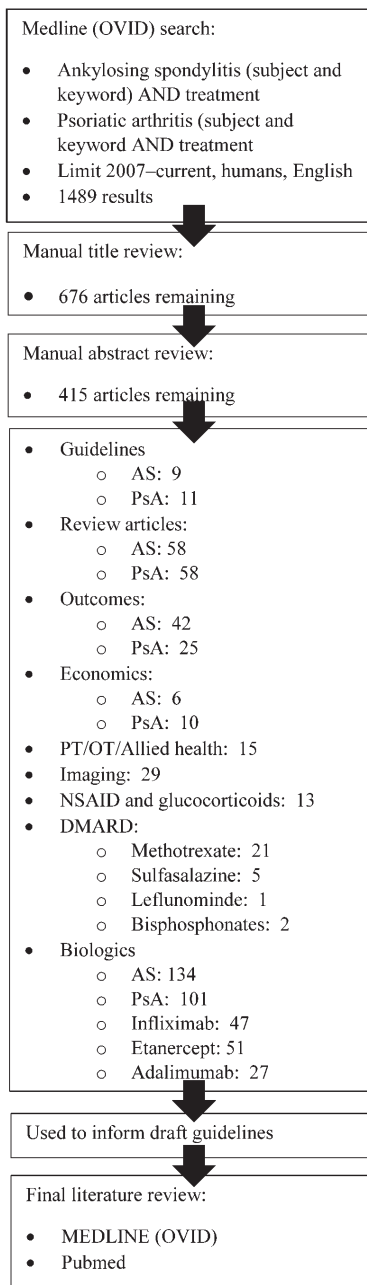 Medline (OVID) search:
• Ankylosing spondylitis (subject and
keyword) AND treatment
• Psoriatic arthritis (subject and
keyword AND treatment
• Limit 2007–current, humans, English
• 1489 results
Manual title review:
• 676 articles remaining
Manual abstract review:
• 415 articles remaining
• Guidelines
o AS: 9
o PsA: 11
• Review articles:
o AS: 58
o PsA: 58
• Outcomes:
o AS: 42
o PsA: 25
• Economics:
o AS: 6
o PsA: 10
• PT/OT/Allied health: 15
• Imaging: 29
• NSAID and glucocorticoids: 13
• DMARD:
o Methotrexate: 21
o Sulfasalazine: 5
o Leflunominde: 1
o Bisphosphonates: 2
• Biologics
o AS: 134
o PsA: 101
o Infliximab: 47
o Etanercept: 51
o Adalimumab: 27
Used to inform draft guidelines
Final literature review:
• MEDLINE (OVID)
• Pubmed